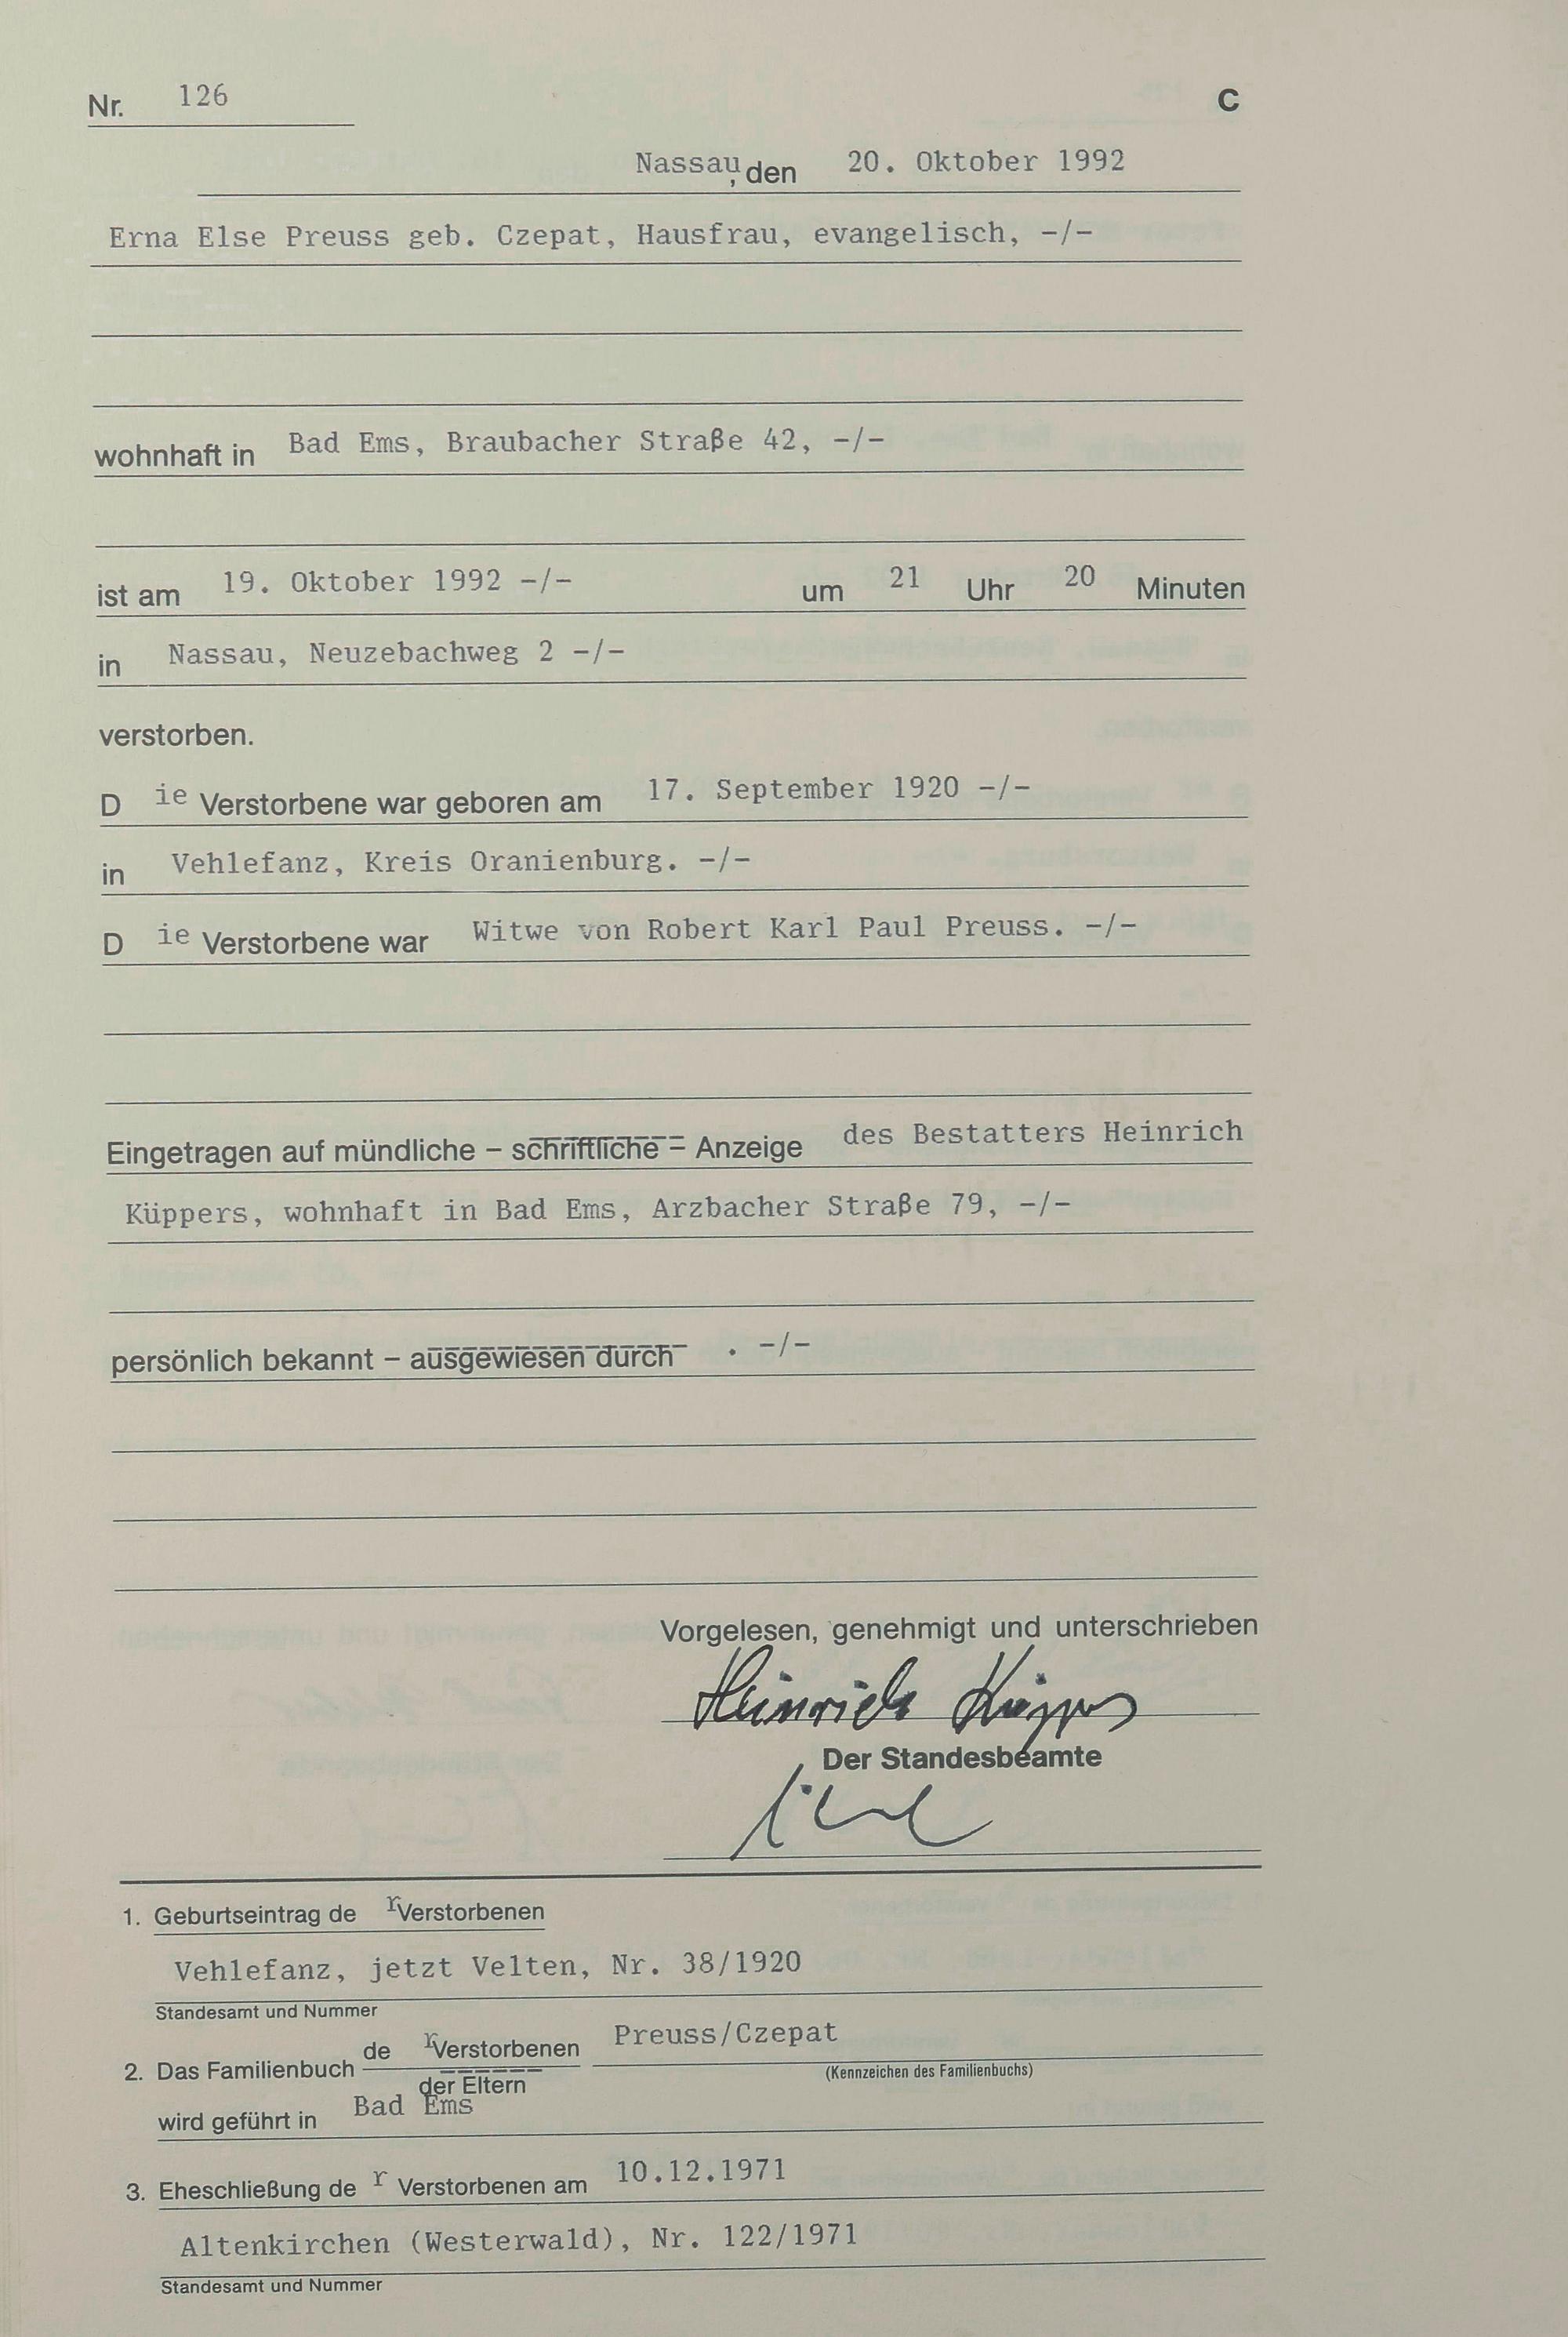 Nr. 126 C
Nassau, den 20. Oktober 1992
Erna Else Preuss geb. Czepat, Hausfrau, evangelisch, -/-
wohnhaft in Bad Ems, Braubacher Straße 42, -/-
ist am 19. Oktober 1992 -/- um 21 Uhr 20 Minuten
in Nassau, Neuzebachweg 2 -/-
verstorben.
D ie Verstorbene war geboren am 17. September 1920 -/-
in Vehlefanz, Kreis Oranienburg. -/-
D ie Verstorbene war Witwe von Robert Karl Paul Preuss. -/-
Eingetragen auf mündliche – schriftliche – Anzeige des Bestatters Heinrich
Küppers, wohnhaft in Bad Ems, Arzbacher Straße 79, -/-
persönlich bekannt – ausgewiesen durch . -/-
Vorgelesen, genehmigt und unterschrieben
Heinrich Küppers
Der Standesbeamte
1. Geburtseintrag de r Verstorbenen
Vehlefanz, jetzt Velten, Nr. 38/1920
Standesamt und Nummer
2. Das Familienbuch de r Verstorbenen Preuss/Czepat
der Eltern (Kennzeichen des Familienbuchs)
wird geführt in Bad Ems
3. Eheschließung de r Verstorbenen am 10.12.1971
Altenkirchen (Westerwald), Nr. 122/1971
Standesamt und Nummer